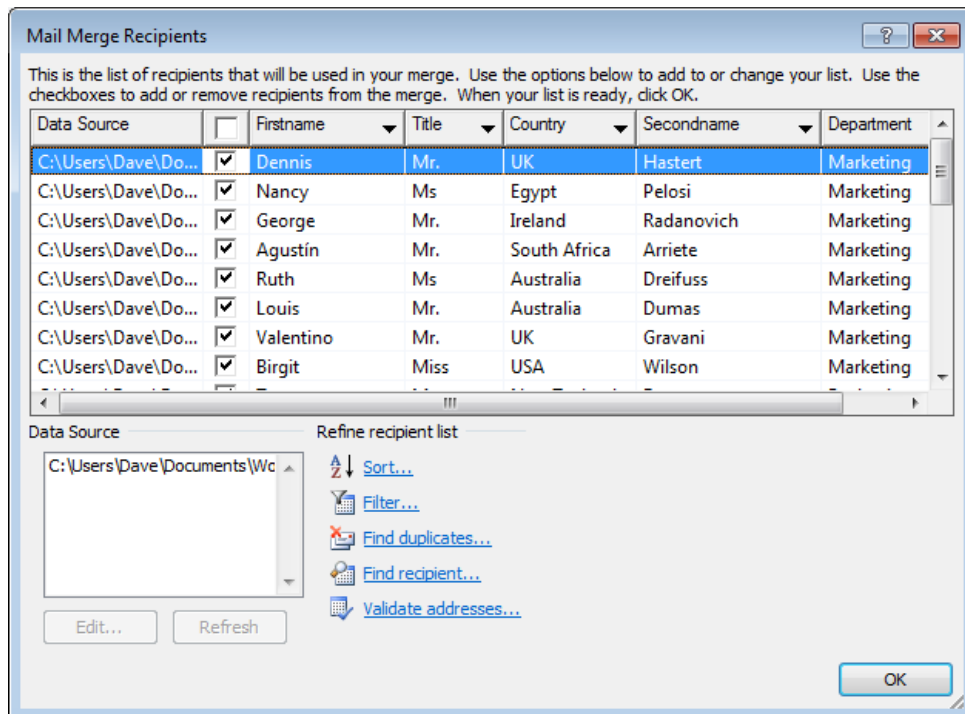 Mail Merge Recipients
This is the list of recipients that will be used in your merge. Use the options below to add to or change your list. Use the
checkboxes to add or remove recipients from the merge. When your list is ready, click OK.
Data Source Firstname Title Country Secondname Department
C:\Users\Dave\Do... Dennis Mr. UK Hastert Marketing
C:\Users\Dave\Do... Nancy Ms Egypt Pelosi Marketing
C:\Users\Dave\Do... George Mr. Ireland Radanovich Marketing
C:\Users\Dave\Do... Agustín Mr. South Africa Arriete Marketing
C:\Users\Dave\Do... Ruth Ms Australia Dreifuss Marketing
C:\Users\Dave\Do... Louis Mr. Australia Dumas Marketing
C:\Users\Dave\Do... Valentino Mr. UK Gravani Marketing
C:\Users\Dave\Do... Birgit Miss USA Wilson Marketing
Data Source Refine recipient list
C:\Users\Dave\Documents\Wo
Sort...
Filter...
Find duplicates...
Find recipient...
Validate addresses...
Edit... Refresh
OK